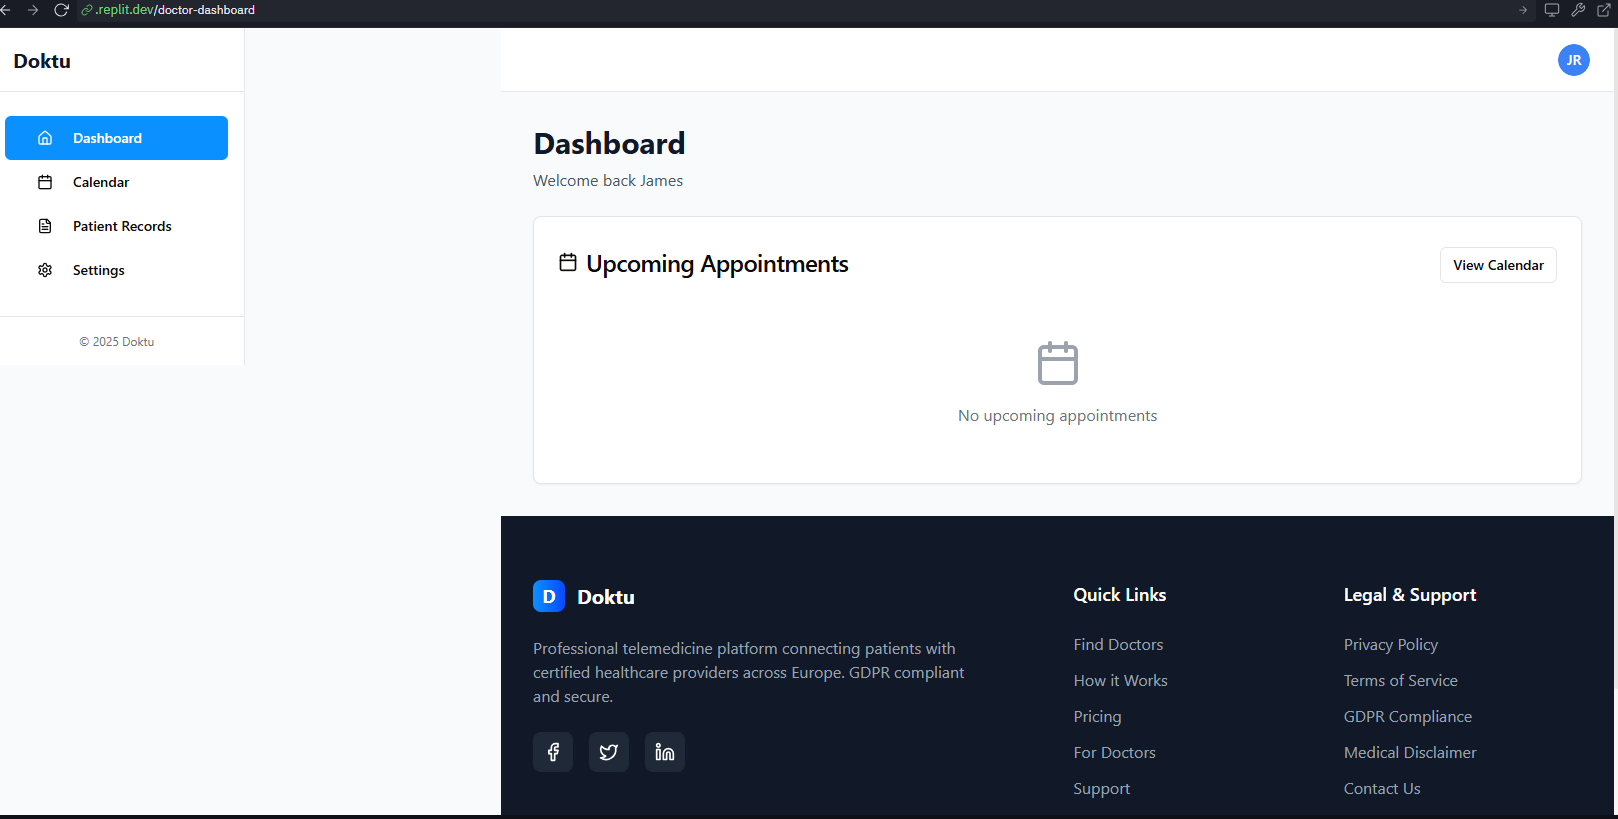 .replit.dev/doctor-dashboard
Doktu
JR
Dashboard
Calendar
Patient Records
Settings
© 2025 Doktu
Dashboard
Welcome back James
Upcoming Appointments
View Calendar
No upcoming appointments
D Doktu
Professional telemedicine platform connecting patients with
certified healthcare providers across Europe. GDPR compliant
and secure.
Quick Links
Find Doctors
How it Works
Pricing
For Doctors
Support
Legal & Support
Privacy Policy
Terms of Service
GDPR Compliance
Medical Disclaimer
Contact Us